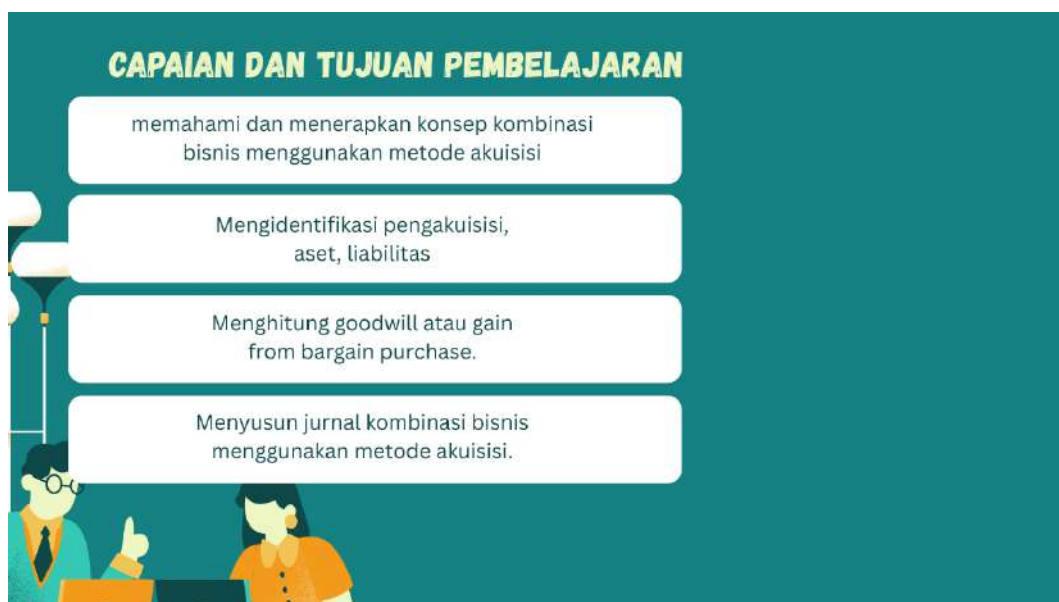 CAPAIAN DAN TUJUAN PEMBELAJARAN
memahami dan menerapkan konsep kombinasi
bisnis menggunakan metode akuisisi
Mengidentifikasi pengakuisisi,
aset, liabilitas
Menghitung goodwill atau gain
from bargain purchase.
Menyusun jurnal kombinasi bisnis
menggunakan metode akuisisi.